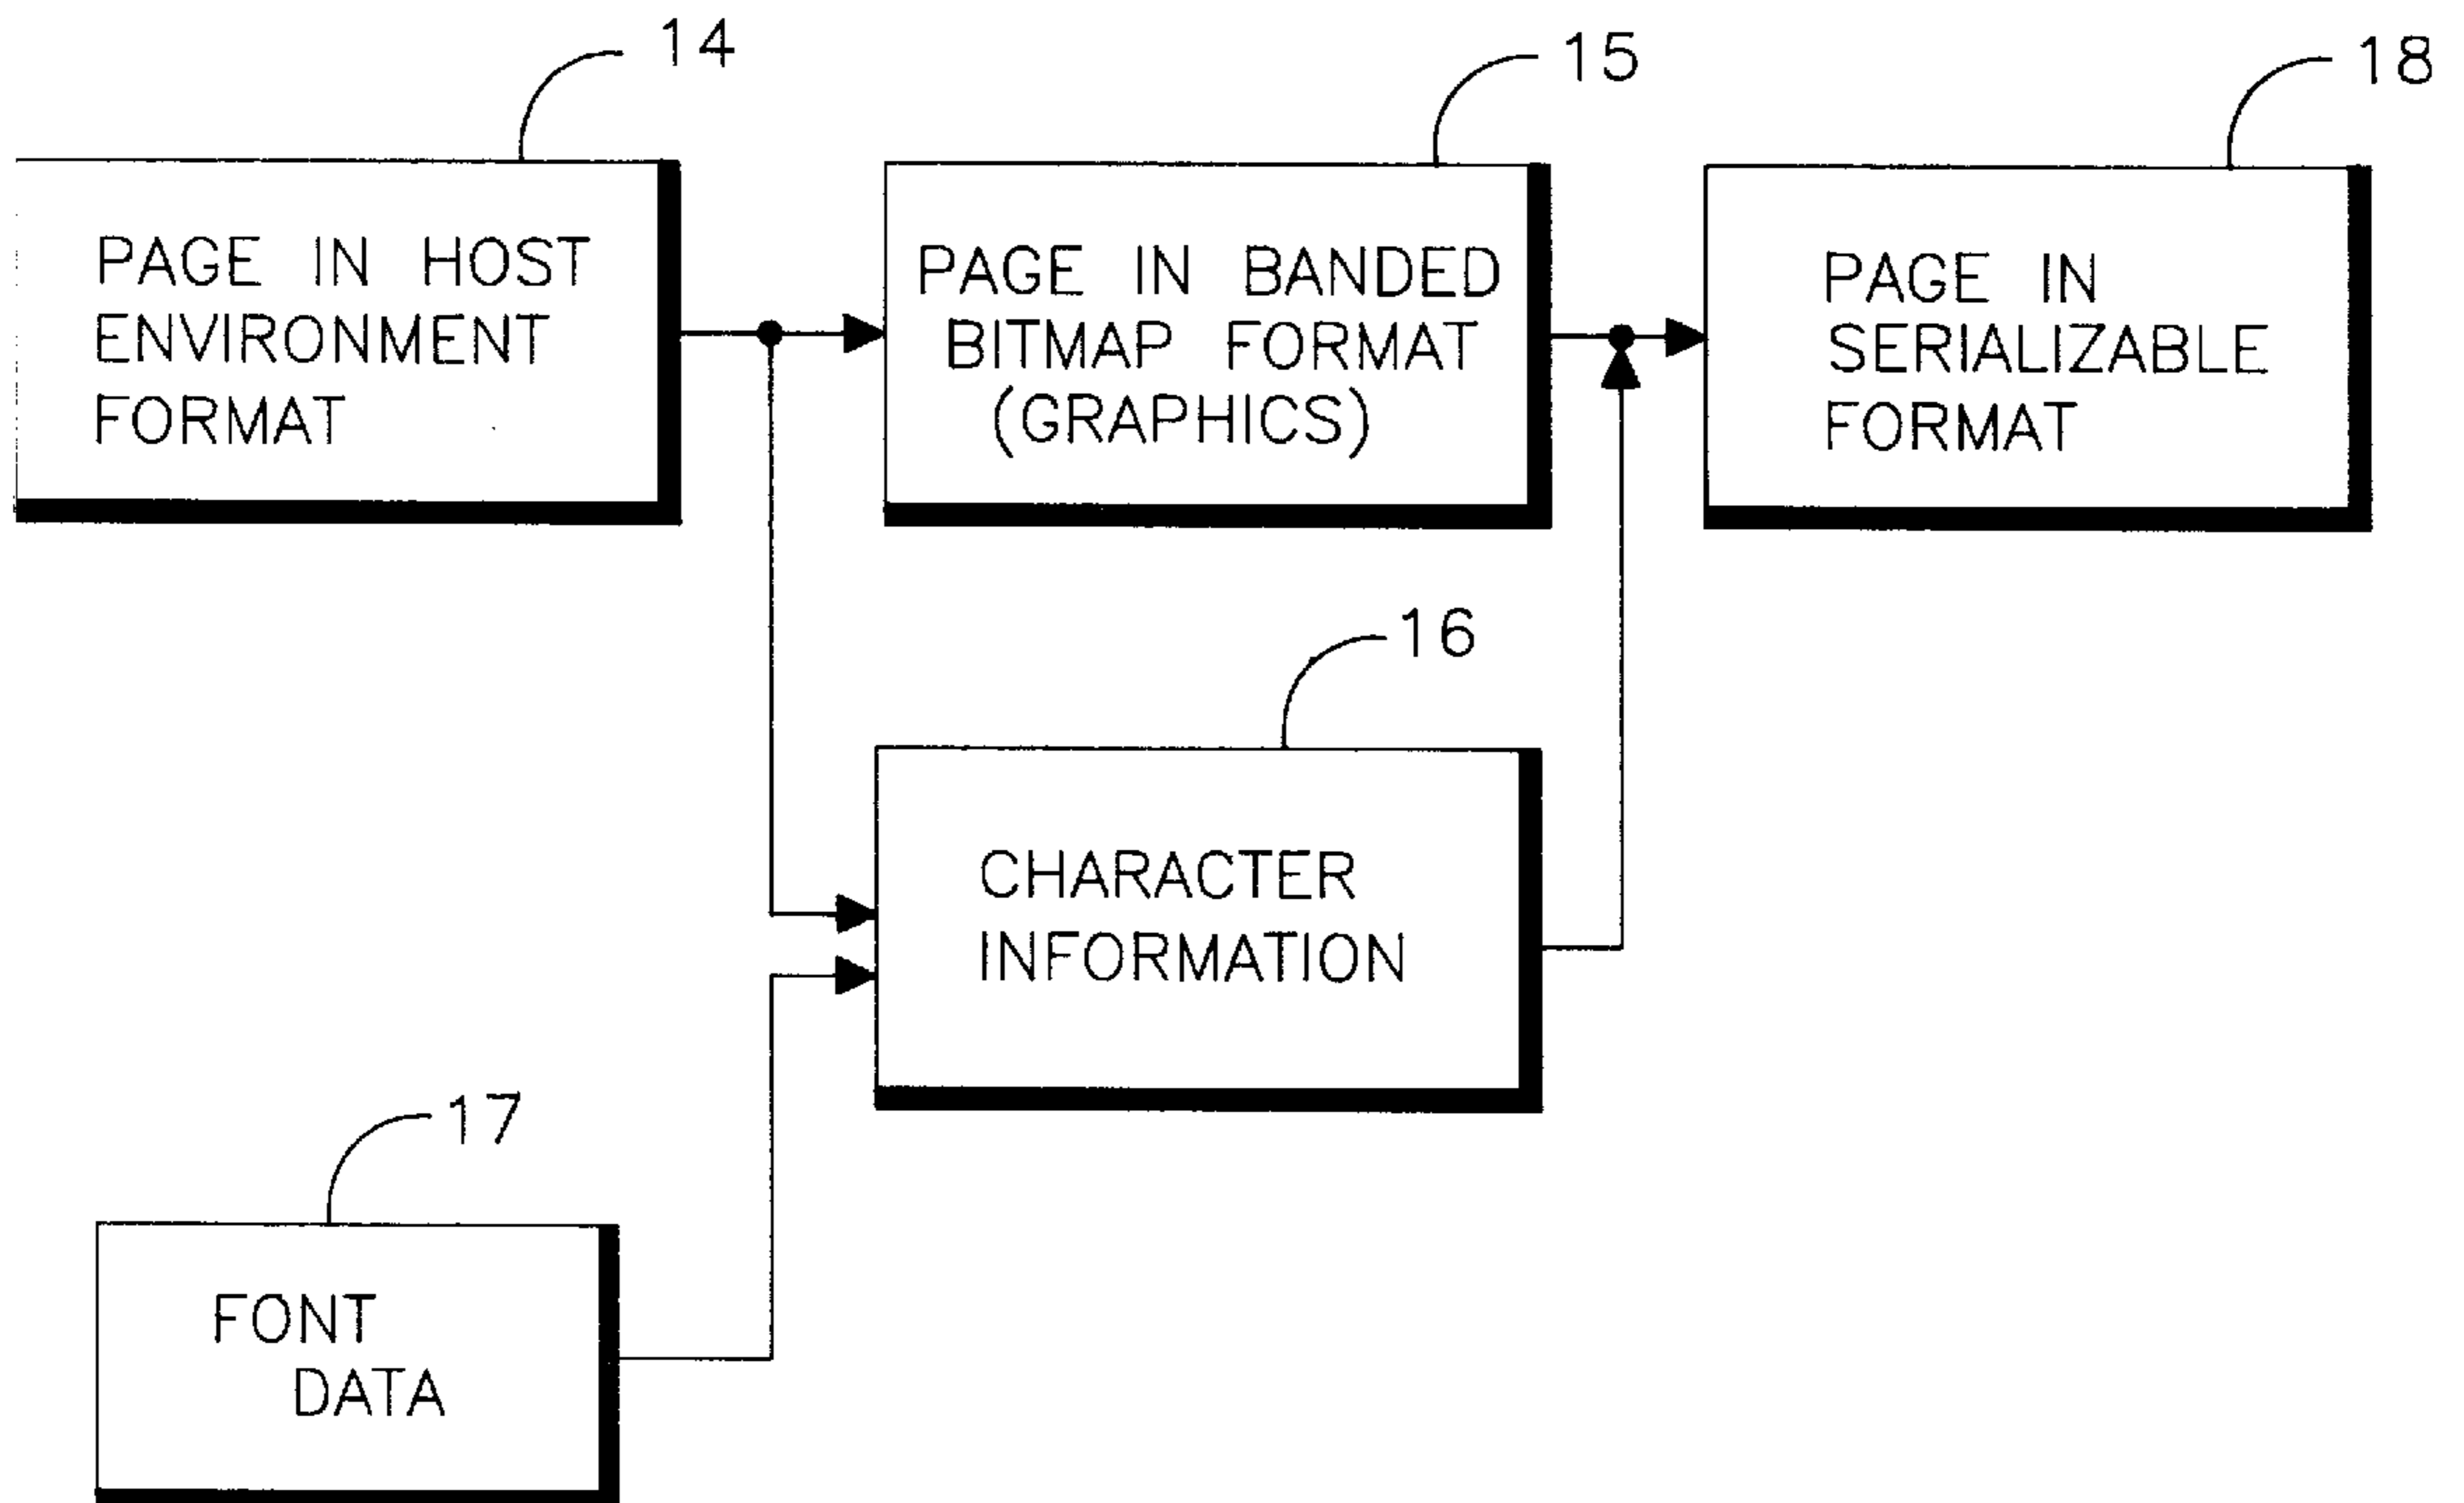 14
15
18
PAGE IN HOST
ENVIRONMENT
FORMAT
PAGE IN BANDED
BITMAP FORMAT
(GRAPHICS)
PAGE IN
SERIALIZABLE
FORMAT
16
CHARACTER
INFORMATION
17
FONT
DATA